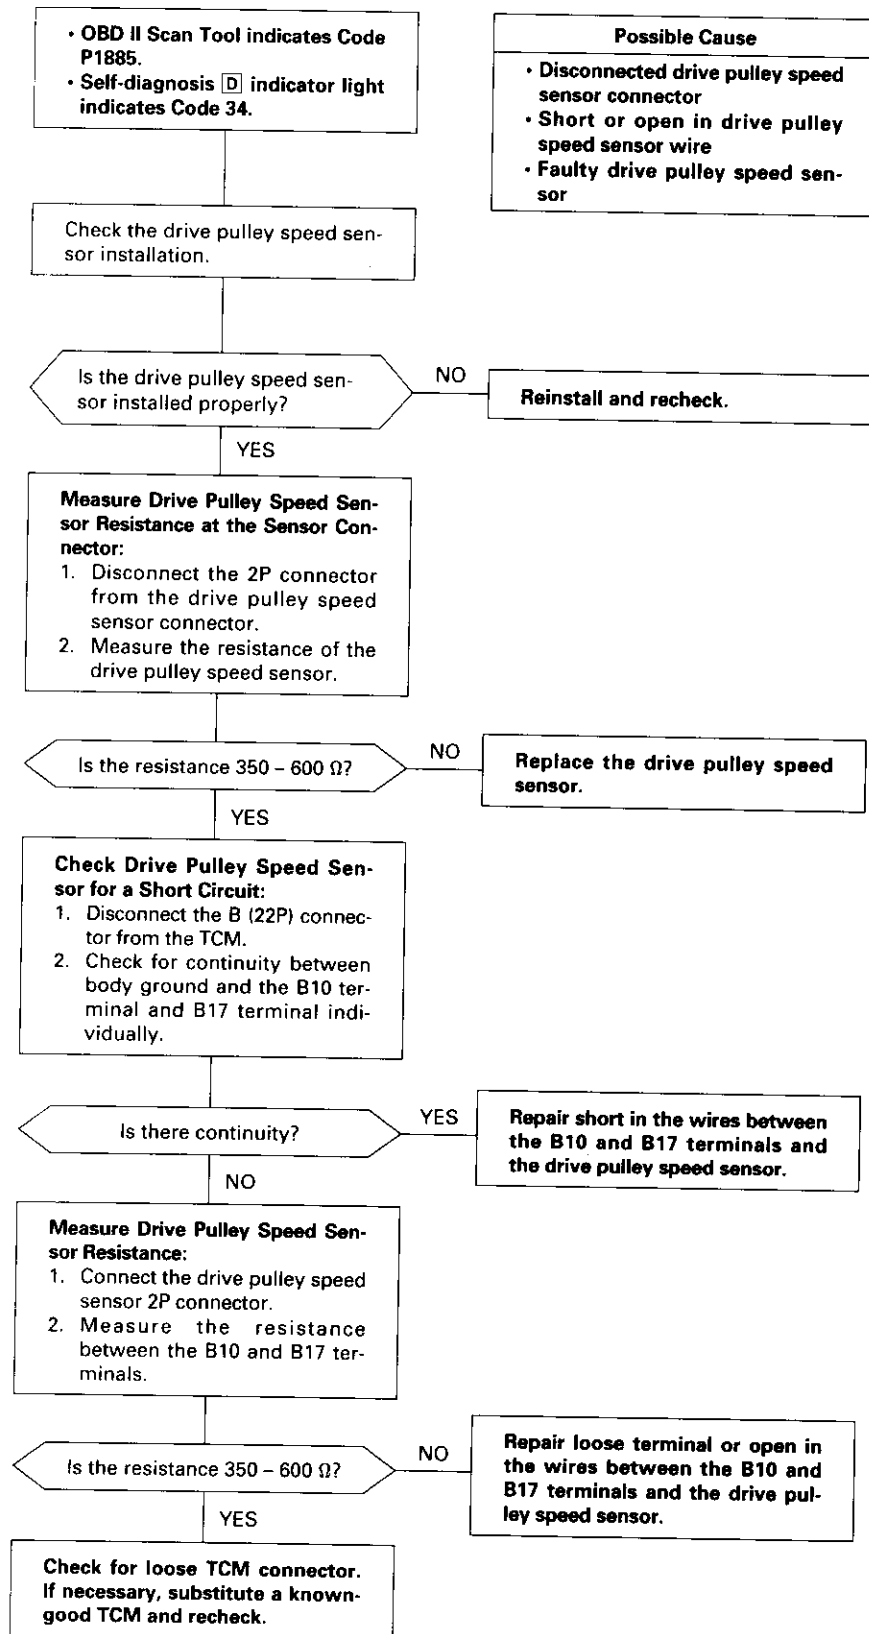 • OBD II Scan Tool indicates Code
P1885.
• Self-diagnosis D indicator light
indicates Code 34.
Possible Cause
• Disconnected drive pulley speed
sensor connector
• Short or open in drive pulley
speed sensor wire
• Faulty drive pulley speed sen-
sor
Check the drive pulley speed sen-
sor installation.
Is the drive pulley speed sen-
sor installed properly?
NO
Reinstall and recheck.
YES
Measure Drive Pulley Speed Sen-
sor Resistance at the Sensor Con-
nector:
1. Disconnect the 2P connector
from the drive pulley speed
sensor connector.
2. Measure the resistance of the
drive pulley speed sensor.
Is the resistance 350 – 600 Ω?
NO
Replace the drive pulley speed
sensor.
YES
Check Drive Pulley Speed Sen-
sor for a Short Circuit:
1. Disconnect the B (22P) connec-
tor from the TCM.
2. Check for continuity between
body ground and the B10 ter-
minal and B17 terminal indi-
vidually.
Is there continuity?
YES
Repair short in the wires between
the B10 and B17 terminals and
the drive pulley speed sensor.
NO
Measure Drive Pulley Speed Sen-
sor Resistance:
1. Connect the drive pulley speed
sensor 2P connector.
2. Measure the resistance
between the B10 and B17 ter-
minals.
Is the resistance 350 – 600 Ω?
NO
Repair loose terminal or open in
the wires between the B10 and
B17 terminals and the drive pul-
ley speed sensor.
YES
Check for loose TCM connector.
If necessary, substitute a known-
good TCM and recheck.